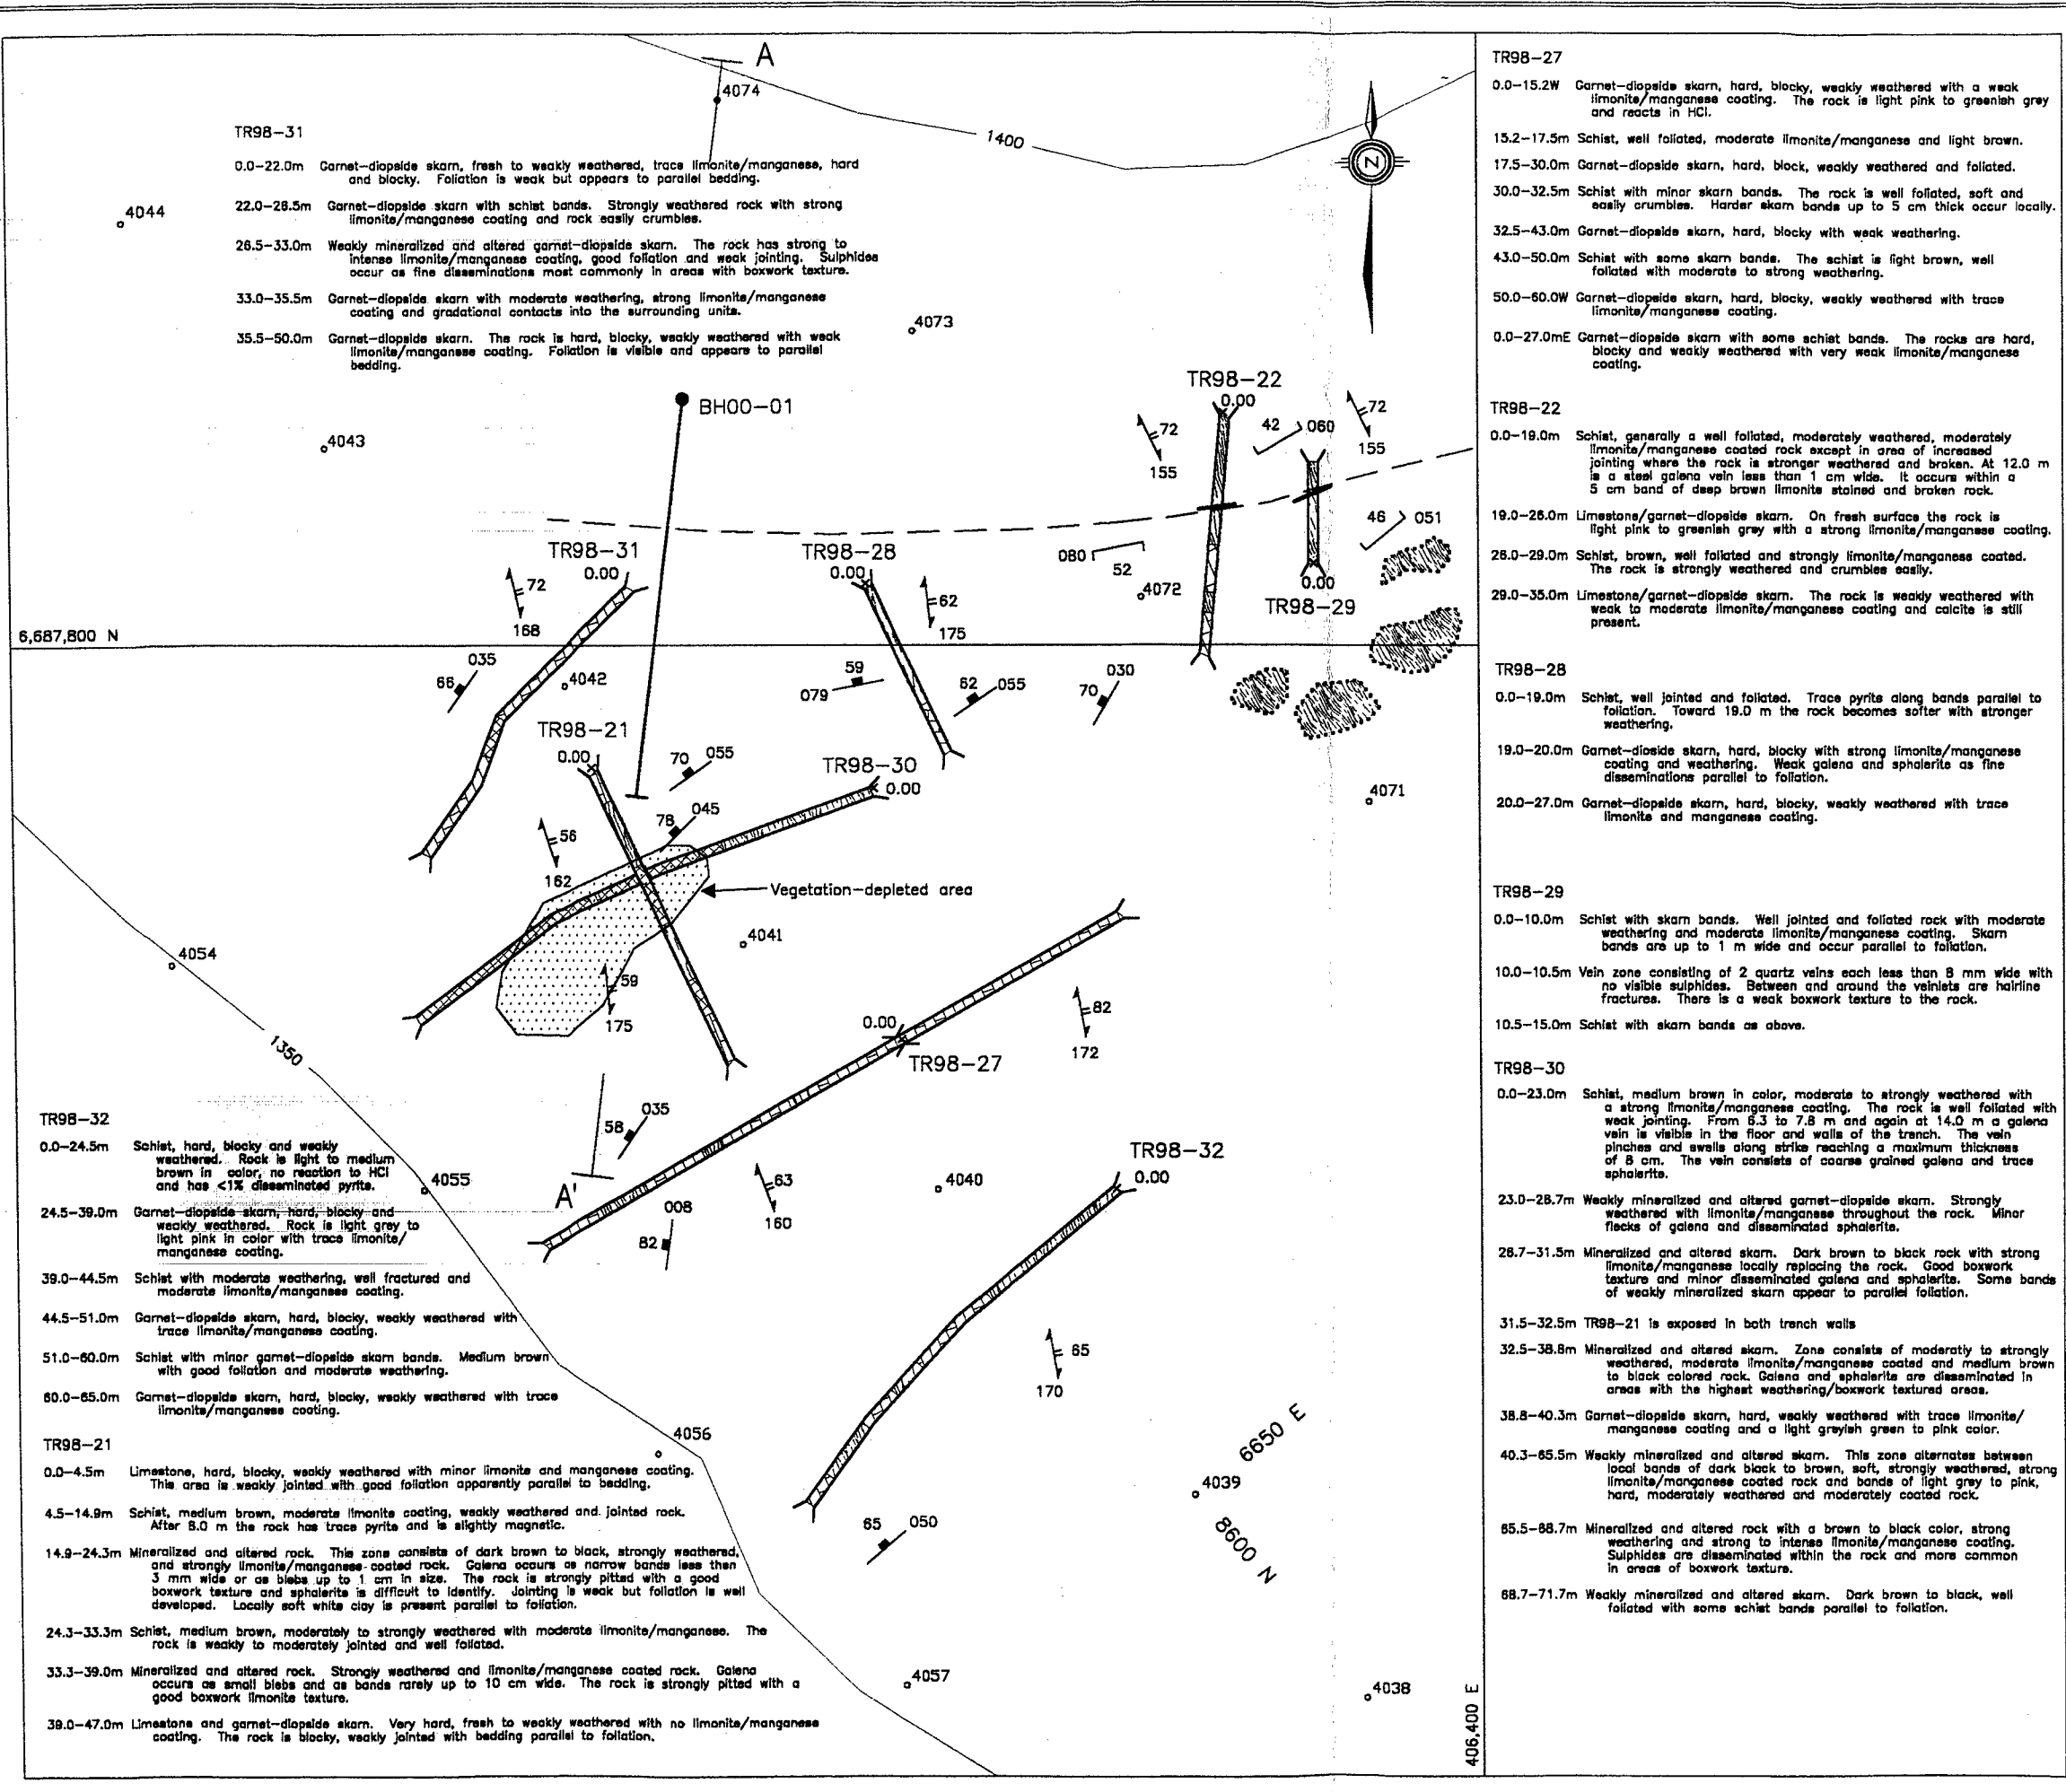 A
4074
1400
TR98-31
0.0-22.0m Garnet-diopside skarn, fresh to weakly weathered, trace limonite/manganese, hard
and blocky. Foliation is weak but appears to parallel bedding.
22.0-26.5m Garnet-diopside skarn with schist bands. Strongly weathered rock with strong
limonite/manganese coating and rock easily crumbles.
26.5-33.0m Weakly mineralized and altered garnet-diopside skarn. The rock has strong to
intense limonite/manganese coating, good foliation and weak jointing. Sulphides
occur as fine disseminations most commonly in areas with boxwork texture.
33.0-35.5m Garnet-diopside skarn with moderate weathering, strong limonite/manganese
coating and gradational contacts into the surrounding units.
35.5-50.0m Garnet-diopside skarn. The rock is hard, blocky, weakly weathered with weak
limonite/manganese coating. Foliation is visible and appears to parallel
bedding.
4044
4073
4043
BH00-01
N
TR98-22
0.00
72
155
42
060
72
155
46
051
080
52
4072
0.00
TR98-29
TR98-31
0.00
72
168
TR98-28
0.00
62
175
6,687,800 N
035
66
4042
59
079
62
055
030
70
TR98-21
0.00
70
055
TR98-30
0.00
78
045
56
162
4071
Vegetation-depleted area
4041
4054
59
175
1350
0.00
TR98-27
82
172
035
58
A'
4055
63
160
008
82
4040
TR98-32
0.00
65
170
6650 E
8600 N
4039
65
050
4056
4057
4038
406,400 E
TR98-32
0.0-24.5m Schist, hard, blocky and weakly
weathered. Rock is light to medium
brown in color, no reaction to HCl
and has <1% disseminated pyrite.
24.5-39.0m Garnet-diopside skarn, hard, blocky and
weakly weathered. Rock is light grey to
light pink in color with trace limonite/
manganese coating.
39.0-44.5m Schist with moderate weathering, well fractured and
moderate limonite/manganese coating.
44.5-51.0m Garnet-diopside skarn, hard, blocky, weakly weathered with
trace limonite/manganese coating.
51.0-60.0m Schist with minor garnet-diopside skarn bands. Medium brown
with good foliation and moderate weathering.
60.0-65.0m Garnet-diopside skarn, hard, blocky, weakly weathered with trace
limonite/manganese coating.
TR98-21
0.0-4.5m Limestone, hard, blocky, weakly weathered with minor limonite and manganese coating.
This area is weakly jointed with good foliation apparently parallel to bedding.
4.5-14.9m Schist, medium brown, moderate limonite coating, weakly weathered and jointed rock.
After 8.0 m the rock has trace pyrite and is slightly magnetic.
14.9-24.3m Mineralized and altered rock. This zone consists of dark brown to black, strongly weathered,
and strongly limonite/manganese coated rock. Galena occurs as narrow bands less then
3 mm wide or as blebs up to 1 cm in size. The rock is strongly pitted with a good
boxwork texture and sphalerite is difficult to identify. Jointing is weak but foliation is well
developed. Locally soft white clay is present parallel to foliation.
24.3-33.3m Schist, medium brown, moderately to strongly weathered with moderate limonite/manganese. The
rock is weakly to moderately jointed and well foliated.
33.3-39.0m Mineralized and altered rock. Strongly weathered and limonite/manganese coated rock. Galena
occurs as small blebs and as bands rarely up to 10 cm wide. The rock is strongly pitted with a
good boxwork limonite texture.
39.0-47.0m Limestone and garnet-diopside skarn. Very hard, fresh to weakly weathered with no limonite/manganese
coating. The rock is blocky, weakly jointed with bedding parallel to foliation.
TR98-27
0.0-15.2W Garnet-diopside skarn, hard, blocky, weakly weathered with a weak
limonite/manganese coating. The rock is light pink to greenish grey
and reacts in HCl.
15.2-17.5m Schist, well foliated, moderate limonite/manganese and light brown.
17.5-30.0m Garnet-diopside skarn, hard, block, weakly weathered and foliated.
30.0-32.5m Schist with minor skarn bands. The rock is well foliated, soft and
easily crumbles. Harder skarn bands up to 5 cm thick occur locally.
32.5-43.0m Garnet-diopside skarn, hard, blocky with weak weathering.
43.0-50.0m Schist with some skarn bands. The schist is light brown, well
foliated with moderate to strong weathering.
50.0-60.0W Garnet-diopside skarn, hard, blocky, weakly weathered with trace
limonite/manganese coating.
0.0-27.0mE Garnet-diopside skarn with some schist bands. The rocks are hard,
blocky and weakly weathered with very weak limonite/manganese
coating.
TR98-22
0.0-19.0m Schist, generally a well foliated, moderately weathered, moderately
limonite/manganese coated rock except in area of increased
jointing where the rock is stronger weathered and broken. At 12.0 m
is a steel galena vein less than 1 cm wide. It occurs within a
5 cm band of deep brown limonite stained and broken rock.
19.0-26.0m Limestone/garnet-diopside skarn. On fresh surface the rock is
light pink to greenish grey with a strong limonite/manganese coating.
26.0-29.0m Schist, brown, well foliated and strongly limonite/manganese coated.
The rock is strongly weathered and crumbles easily.
29.0-35.0m Limestone/garnet-diopside skarn. The rock is weakly weathered with
weak to moderate limonite/manganese coating and calcite is still
present.
TR98-28
0.0-19.0m Schist, well jointed and foliated. Trace pyrite along bands parallel to
foliation. Toward 19.0 m the rock becomes softer with stronger
weathering.
19.0-20.0m Garnet-dioside skarn, hard, blocky with strong limonite/manganese
coating and weathering. Weak galena and sphalerite as fine
disseminations parallel to foliation.
20.0-27.0m Garnet-diopside skarn, hard, blocky, weakly weathered with trace
limonite and manganese coating.
TR98-29
0.0-10.0m Schist with skarn bands. Well jointed and foliated rock with moderate
weathering and moderate limonite/manganese coating. Skarn
bands are up to 1 m wide and occur parallel to foliation.
10.0-10.5m Vein zone consisting of 2 quartz veins each less than 8 mm wide with
no visible sulphides. Between and around the veinlets are hairline
fractures. There is a weak boxwork texture to the rock.
10.5-15.0m Schist with skarn bands as above.
TR98-30
0.0-23.0m Schist, medium brown in color, moderate to strongly weathered with
a strong limonite/manganese coating. The rock is well foliated with
weak jointing. From 6.3 to 7.8 m and again at 14.0 m a galena
vein is visible in the floor and walls of the trench. The vein
pinches and swells along strike reaching a maximum thickness
of 8 cm. The vein consists of coarse grained galena and trace
sphalerite.
23.0-28.7m Weakly mineralized and altered garnet-diopside skarn. Strongly
weathered with limonite/manganese throughout the rock. Minor
flecks of galena and disseminated sphalerite.
28.7-31.5m Mineralized and altered skarn. Dark brown to black rock with strong
limonite/manganese locally replacing the rock. Good boxwork
texture and minor disseminated galena and sphalerite. Some bands
of weakly mineralized skarn appear to parallel foliation.
31.5-32.5m TR98-21 is exposed in both trench walls
32.5-38.8m Mineralized and altered skarn. Zone consists of moderatly to strongly
weathered, moderate limonite/manganese coated and medium brown
to black colored rock. Galena and sphalerite are disseminated in
areas with the highest weathering/boxwork textured areas.
38.8-40.3m Garnet-diopside skarn, hard, weakly weathered with trace limonite/
manganese coating and a light greyish green to pink color.
40.3-65.5m Weakly mineralized and altered skarn. This zone alternates between
local bands of dark black to brown, soft, strongly weathered, strong
limonite/manganese coated rock and bands of light grey to pink,
hard, moderately weathered and moderately coated rock.
65.5-68.7m Mineralized and altered rock with a brown to black color, strong
weathering and strong to intense limonite/manganese coating.
Sulphides are disseminated within the rock and more common
in areas of boxwork texture.
68.7-71.7m Weakly mineralized and altered skarn. Dark brown to black, well
foliated with some schist bands parallel to foliation.